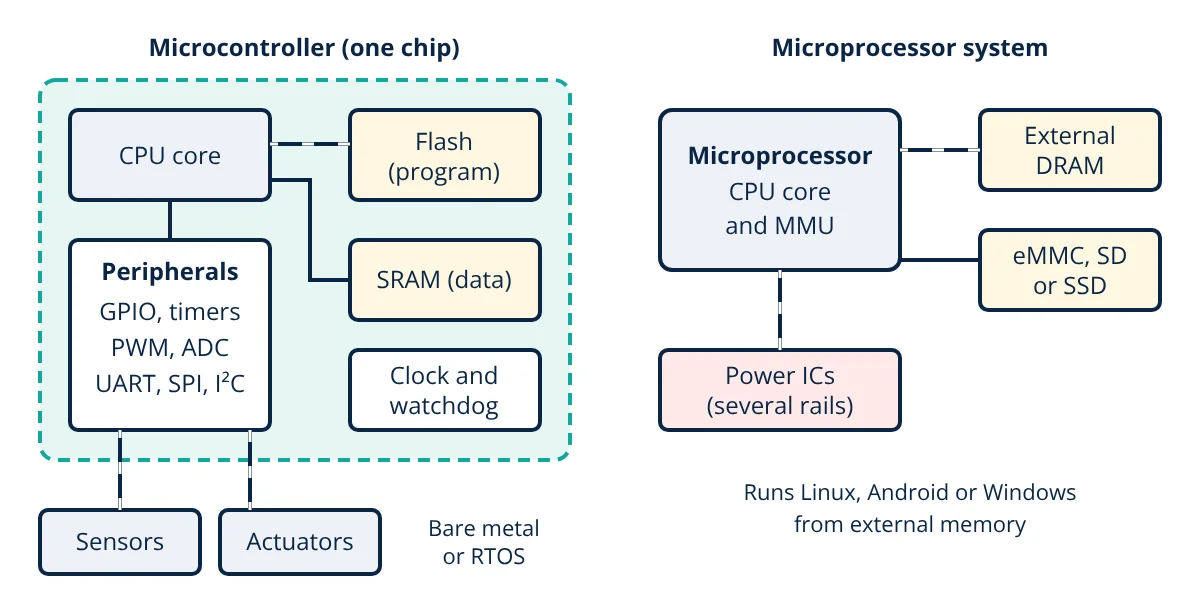 Microcontroller (one chip)
CPU core
Flash
(program)
Peripherals
GPIO, timers
PWM, ADC
UART, SPI, I²C
SRAM (data)
Clock and
watchdog
Sensors
Actuators
Bare metal
or RTOS
Microprocessor system
Microprocessor
CPU core
and MMU
External
DRAM
eMMC, SD
or SSD
Power ICs
(several rails)
Runs Linux, Android or Windows
from external memory